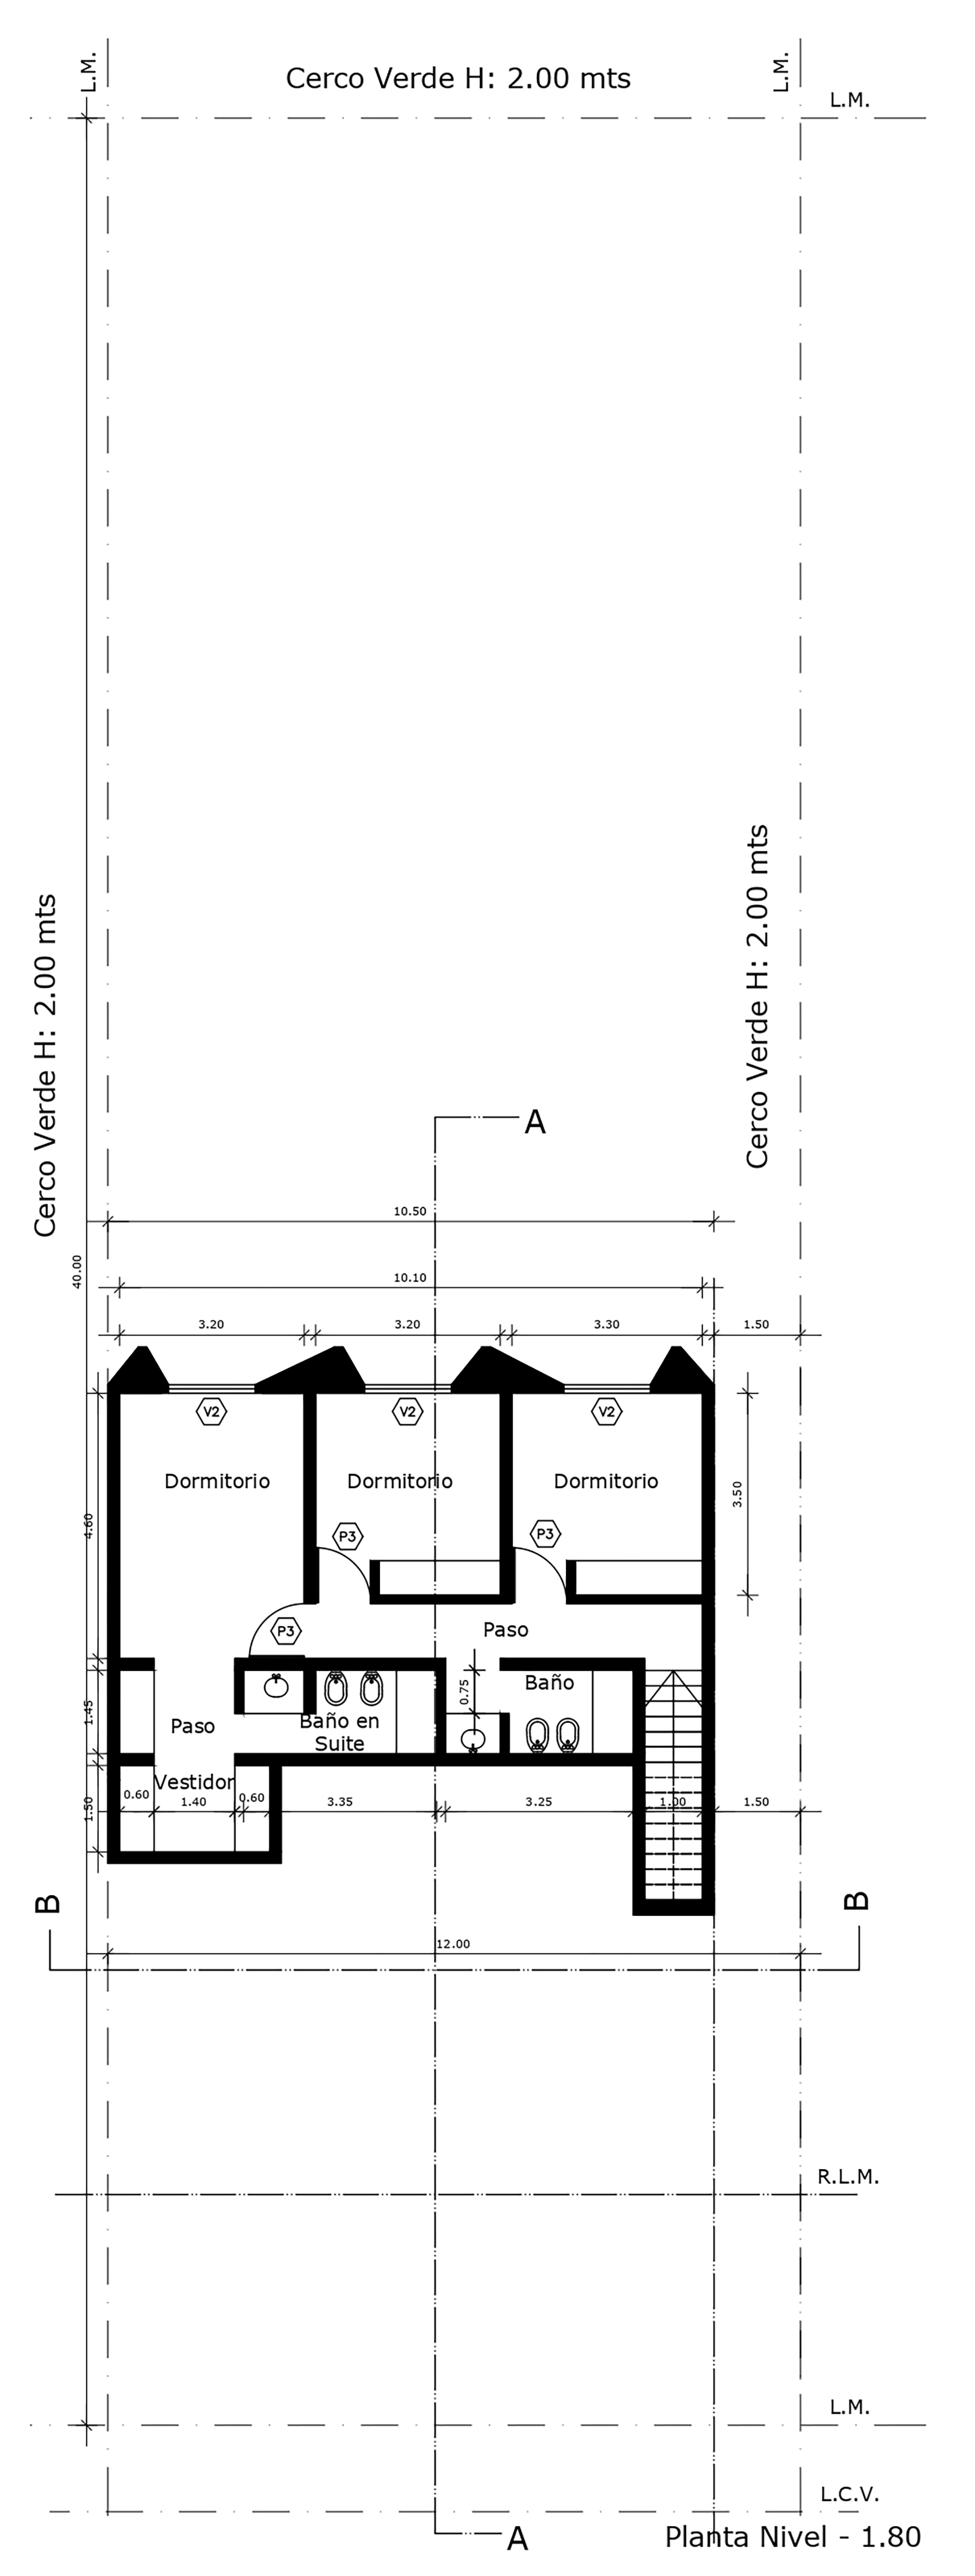 L.M.
Cerco Verde H: 2.00 mts
L.M.
L.M.
Cerco Verde H: 2.00 mts
Cerco Verde H: 2.00 mts
A
10.50
40.00
10.10
3.20
3.20
3.30
1.50
V2
V2
V2
Dormitorio
Dormitorio
Dormitorio
3.50
4.60
P3
P3
P3
Paso
Baño
0.75
1.45
Paso
Baño en
Suite
Vestidor
1.50
0.60
1.40
0.60
3.35
3.25
1.00
1.50
B
B
12.00
R.L.M.
L.M.
L.C.V.
A
Planta Nivel - 1.80